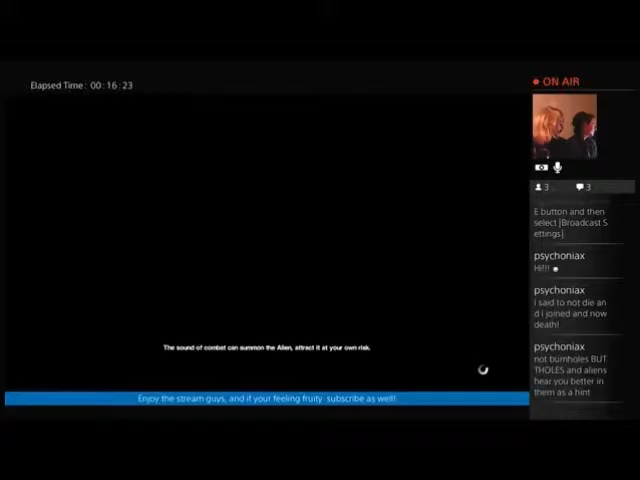 Elapsed Time: 00:16:23
ON AIR
3
3
E button and then
select [Broadcast S
ettings]
psychoniax
Hi!!!
psychoniax
i said to not die an
d i joined and now
death!
psychoniax
not bumholes BUT
THOLES and aliens
hear you better in
them as a hint
The sound of combat can summon the Alien, attract it at your own risk.
Enjoy the stream guys, and if your feeling fruity subscribe as well!